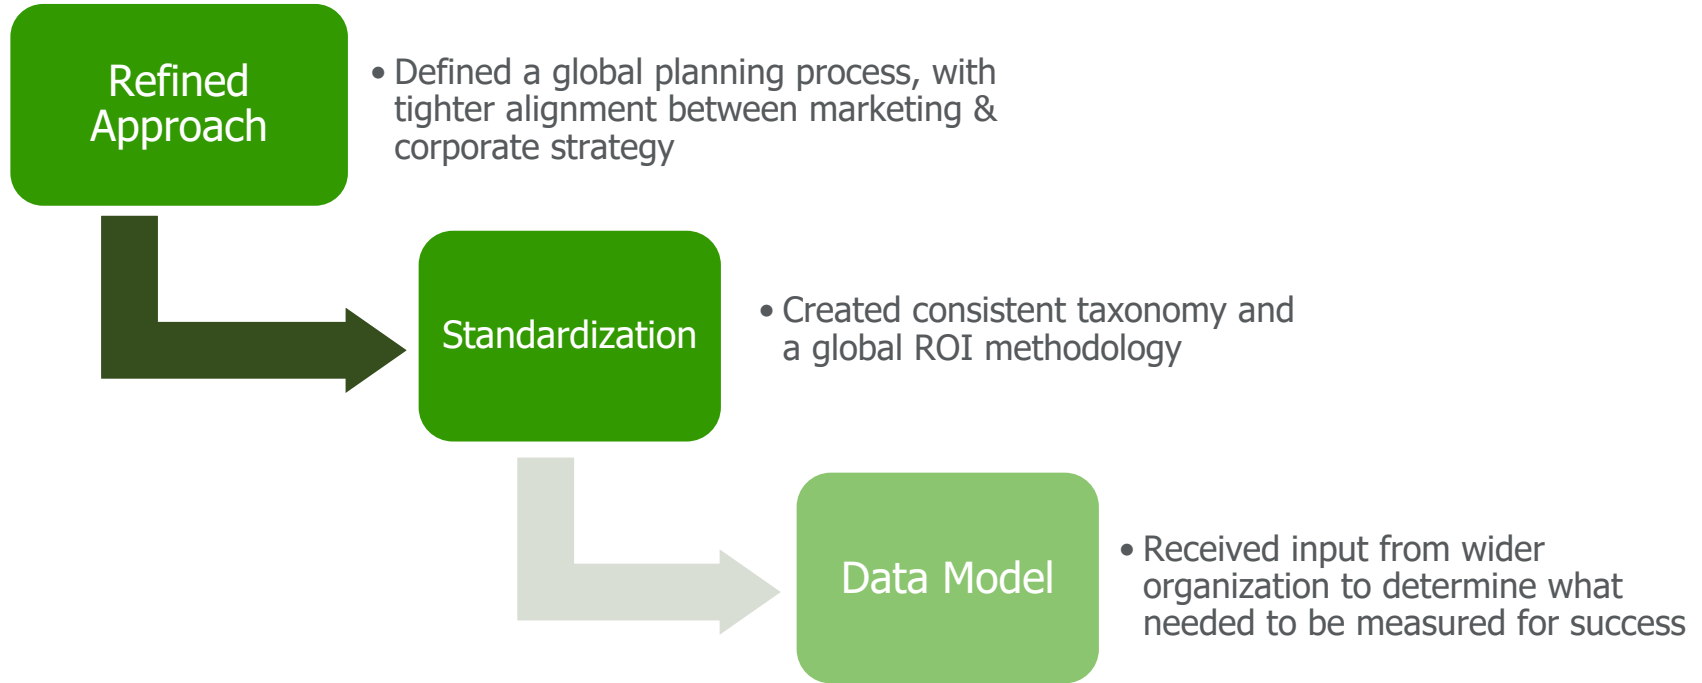 Refined
Approach
• Defined a global planning process, with
tighter alignment between marketing &
corporate strategy
Standardization
• Created consistent taxonomy and
a global ROI methodology
Data Model
• Received input from wider
organization to determine what
needed to be measured for success